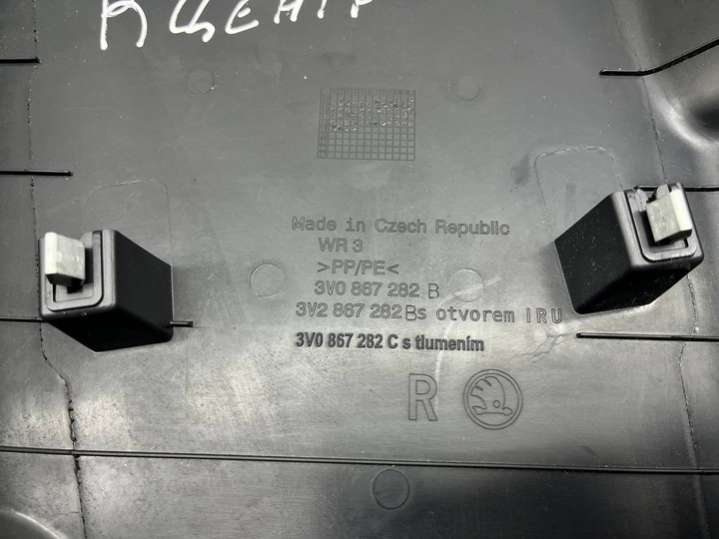 Made in Czech Republic
WR 3
>PP/PE<
3V0 867 282 B
3V2 867 282 B s otvorem IRU
3V0 867 282 C s tlumením
R